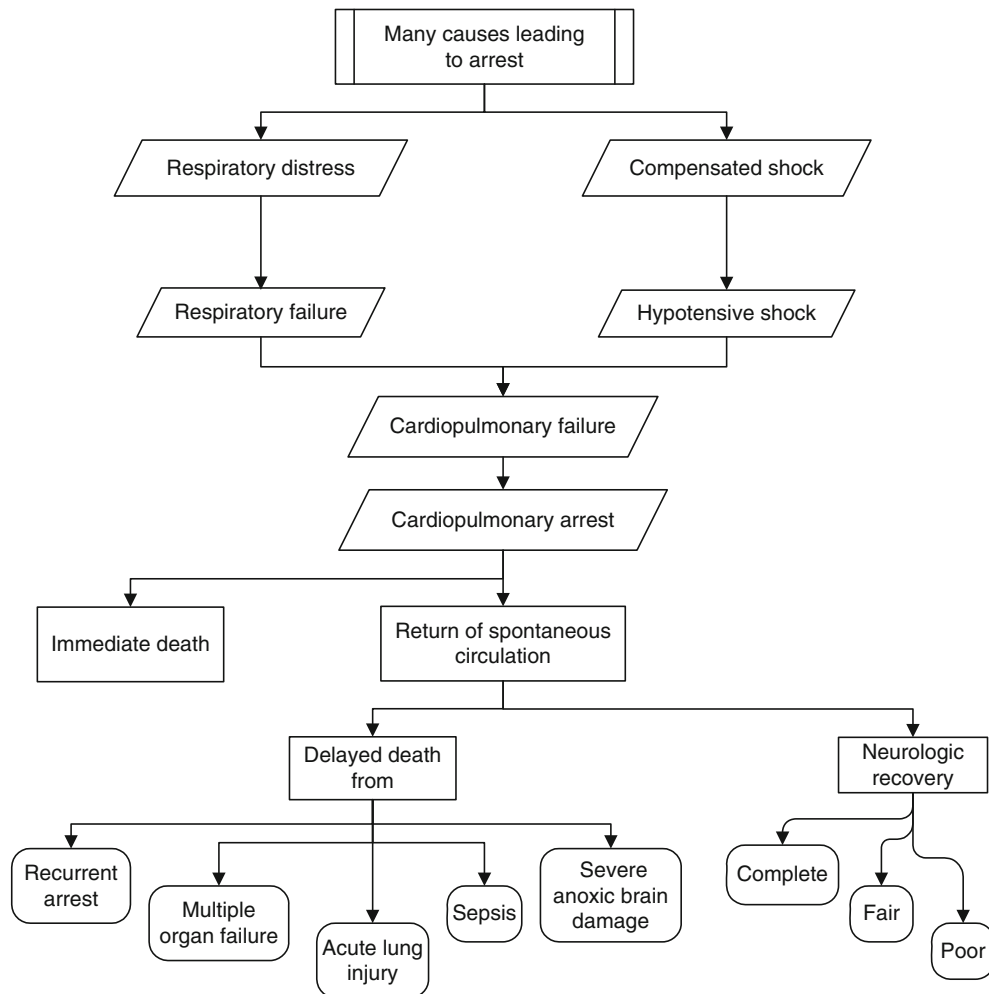 Many causes leading
to arrest
Respiratory distress
Compensated shock
Respiratory failure
Hypotensive shock
Cardiopulmonary failure
Cardiopulmonary arrest
Immediate death
Return of spontaneous
circulation
Delayed death
from
Neurologic
recovery
Recurrent
arrest
Multiple
organ failure
Acute lung
injury
Sepsis
Severe
anoxic brain
damage
Complete
Fair
Poor